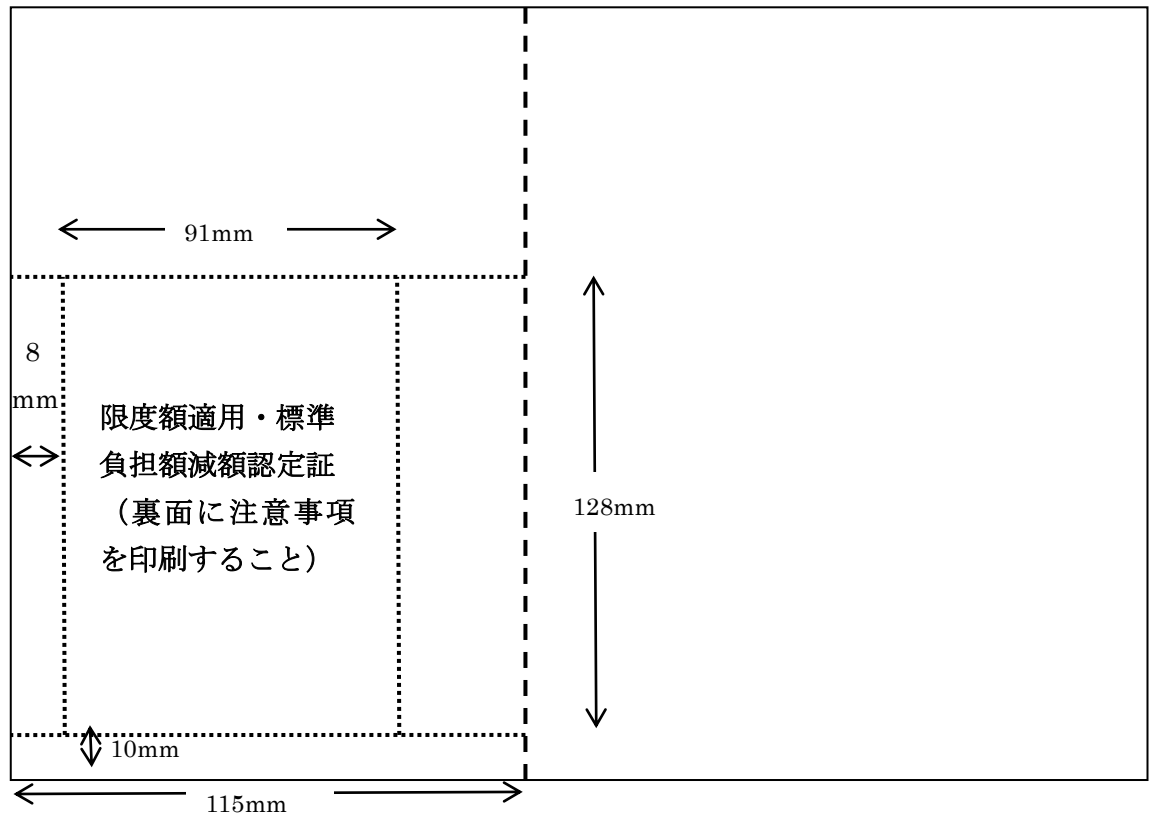 91mm
8
mm
限度額適用・標準
負担額減額認定証
（裏面に注意事項
を印刷すること）
128mm
10mm
115mm